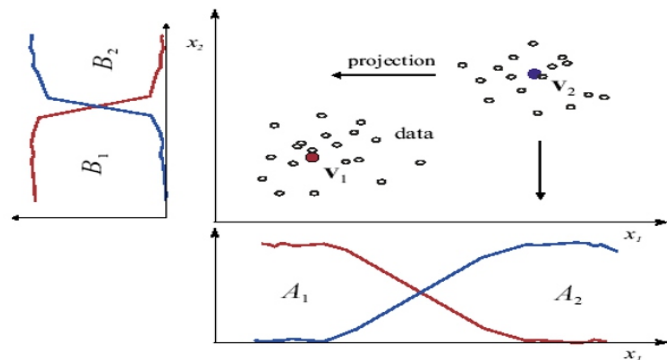 B₂
x₂
projection
v₂
data
B₁
v₁
x₁
A₁
A₂
x₁